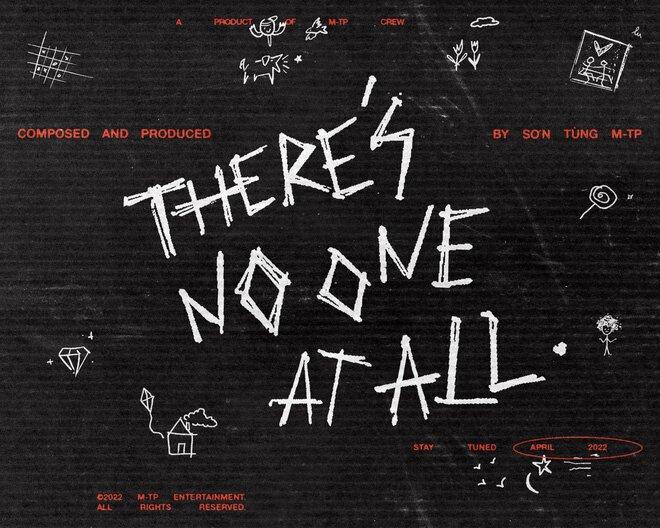 A PRODUCT OF M-TP CREW
COMPOSED AND PRODUCED
BY SƠN TÙNG M-TP
THERE'S
NO ONE
AT ALL.
STAY TUNED APRIL 2022
©2022 M-TP ENTERTAINMENT.
ALL RIGHTS RESERVED.